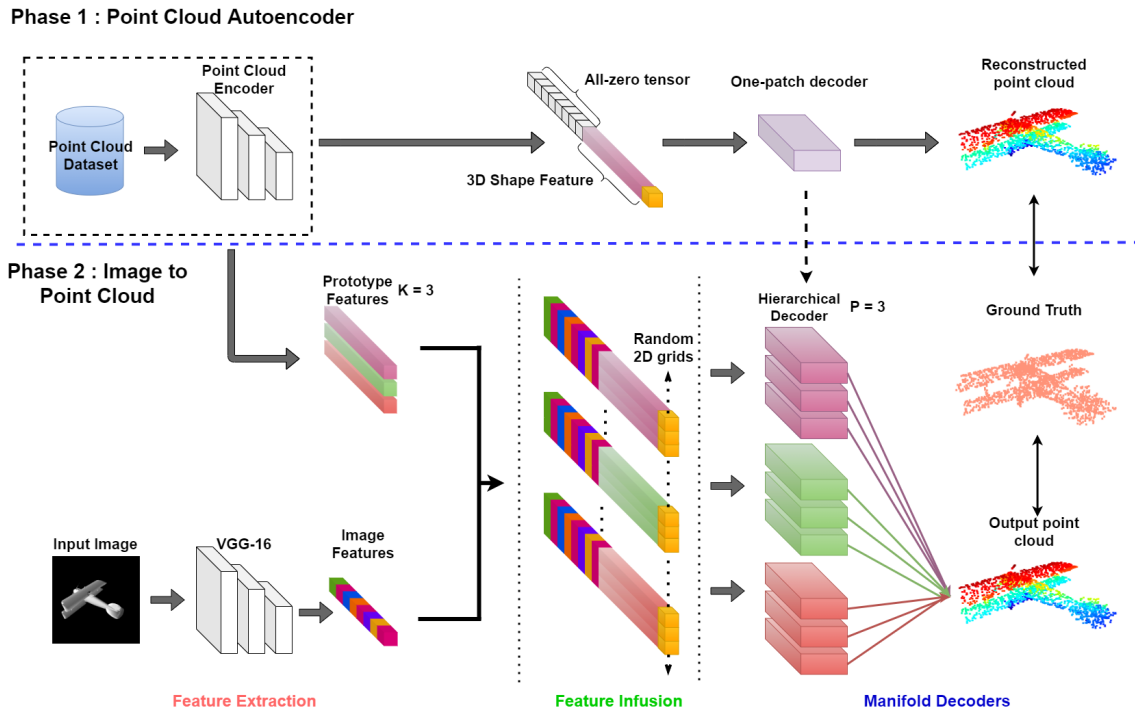 Phase 1 : Point Cloud Autoencoder
Point Cloud
Encoder
Point Cloud
Dataset
All-zero tensor
3D Shape Feature
One-patch decoder
Reconstructed
point cloud
Phase 2 : Image to
Point Cloud
Prototype
Features
K = 3
Random
2D grids
Hierarchical
Decoder
P = 3
Ground Truth
Input Image
VGG-16
Image
Features
Output point
cloud
Feature Extraction
Feature Infusion
Manifold Decoders